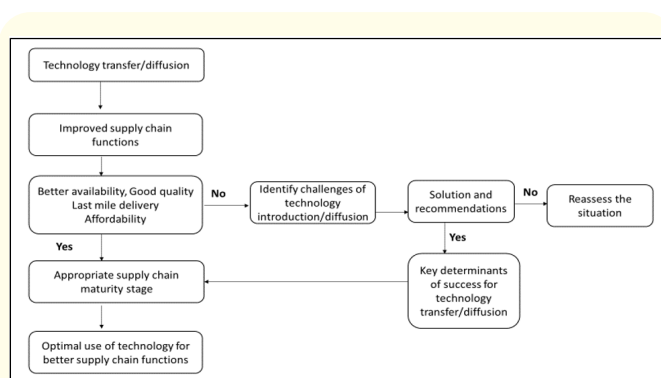 Technology transfer/diffusion
Improved supply chain
functions
Better availability, Good quality
Last mile delivery
Affordability
No
Identify challenges of
technology
introduction/diffusion
Solution and
recommendations
No
Reassess the
situation
Yes
Yes
Appropriate supply chain
maturity stage
Key determinants
of success for
technology
transfer/diffusion
Optimal use of technology for
better supply chain functions